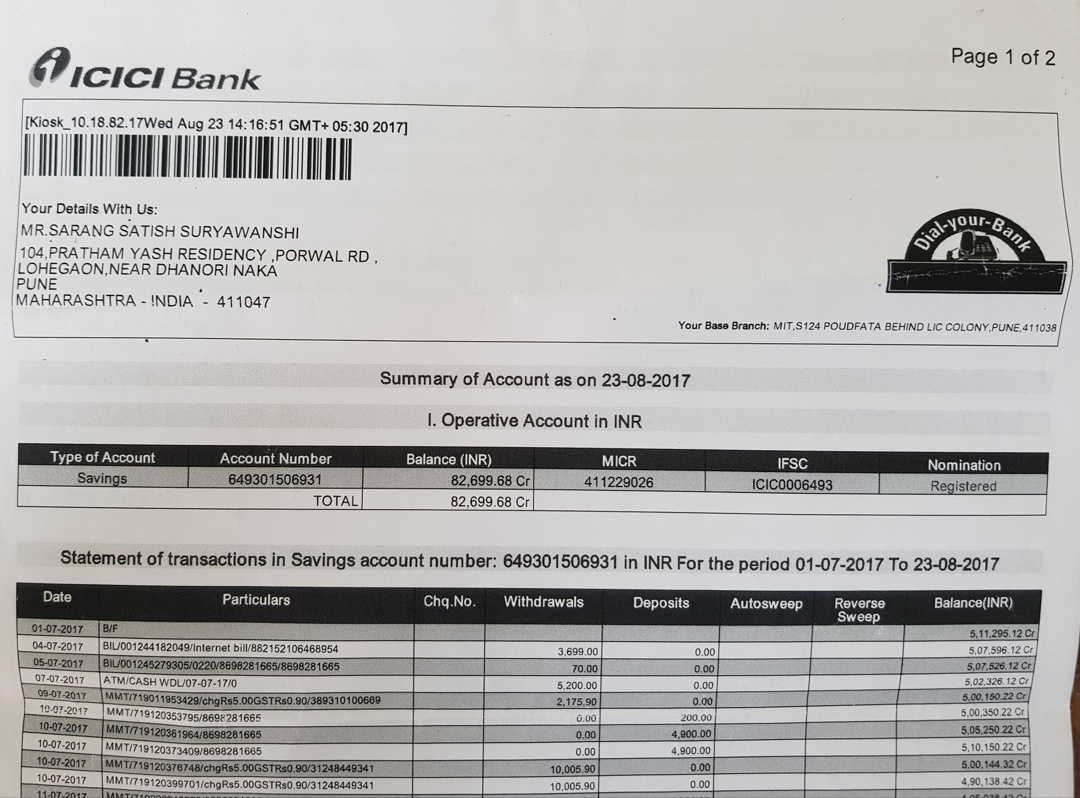 Page 1 of 2
ICICI Bank
[Kiosk_10.18.82.17Wed Aug 23 14:16:51 GMT+ 05:30 2017]
Your Details With Us:
MR.SARANG SATISH SURYAWANSHI
104,PRATHAM YASH RESIDENCY ,PORWAL RD ,
LOHEGAON,NEAR DHANORI NAKA
PUNE
MAHARASHTRA - INDIA - 411047
Dial-your-Bank
Your Base Branch: MIT,S124 POUDFATA BEHIND LIC COLONY,PUNE,411038
Summary of Account as on 23-08-2017
I. Operative Account in INR
Type of Account Account Number Balance (INR) MICR IFSC Nomination
Savings 649301506931 82,699.68 Cr 411229026 ICIC0006493 Registered
TOTAL 82,699.68 Cr
Statement of transactions in Savings account number: 649301506931 in INR For the period 01-07-2017 To 23-08-2017
Date Particulars Chq.No. Withdrawals Deposits Autosweep Reverse Sweep Balance(INR)
01-07-2017 B/F 5,11,295.12 Cr
04-07-2017 BIL/001244182049/Internet bill/882152106468954 3,699.00 0.00 5,07,596.12 Cr
05-07-2017 BIL/001245279305/0220/8698281665/8698281665 70.00 0.00 5,07,526.12 Cr
07-07-2017 ATM/CASH WDL/07-07-17/0 5,200.00 0.00 5,02,326.12 Cr
09-07-2017 MMT/719011953429/chgRs5.00GSTRs0.90/389310100669 2,175.90 0.00 5,00,150.22 Cr
10-07-2017 MMT/719120353795/8698281665 0.00 200.00 5,00,350.22 Cr
10-07-2017 MMT/719120361964/8698281665 0.00 4,900.00 5,05,250.22 Cr
10-07-2017 MMT/719120373409/8698281665 0.00 4,900.00 5,10,150.22 Cr
10-07-2017 MMT/719120376748/chgRs5.00GSTRs0.90/31248449341 10,005.90 0.00 5,00,144.32 Cr
10-07-2017 MMT/719120399701/chgRs5.00GSTRs0.90/31248449341 10,005.90 0.00 4,90,138.42 Cr
11-07-2017